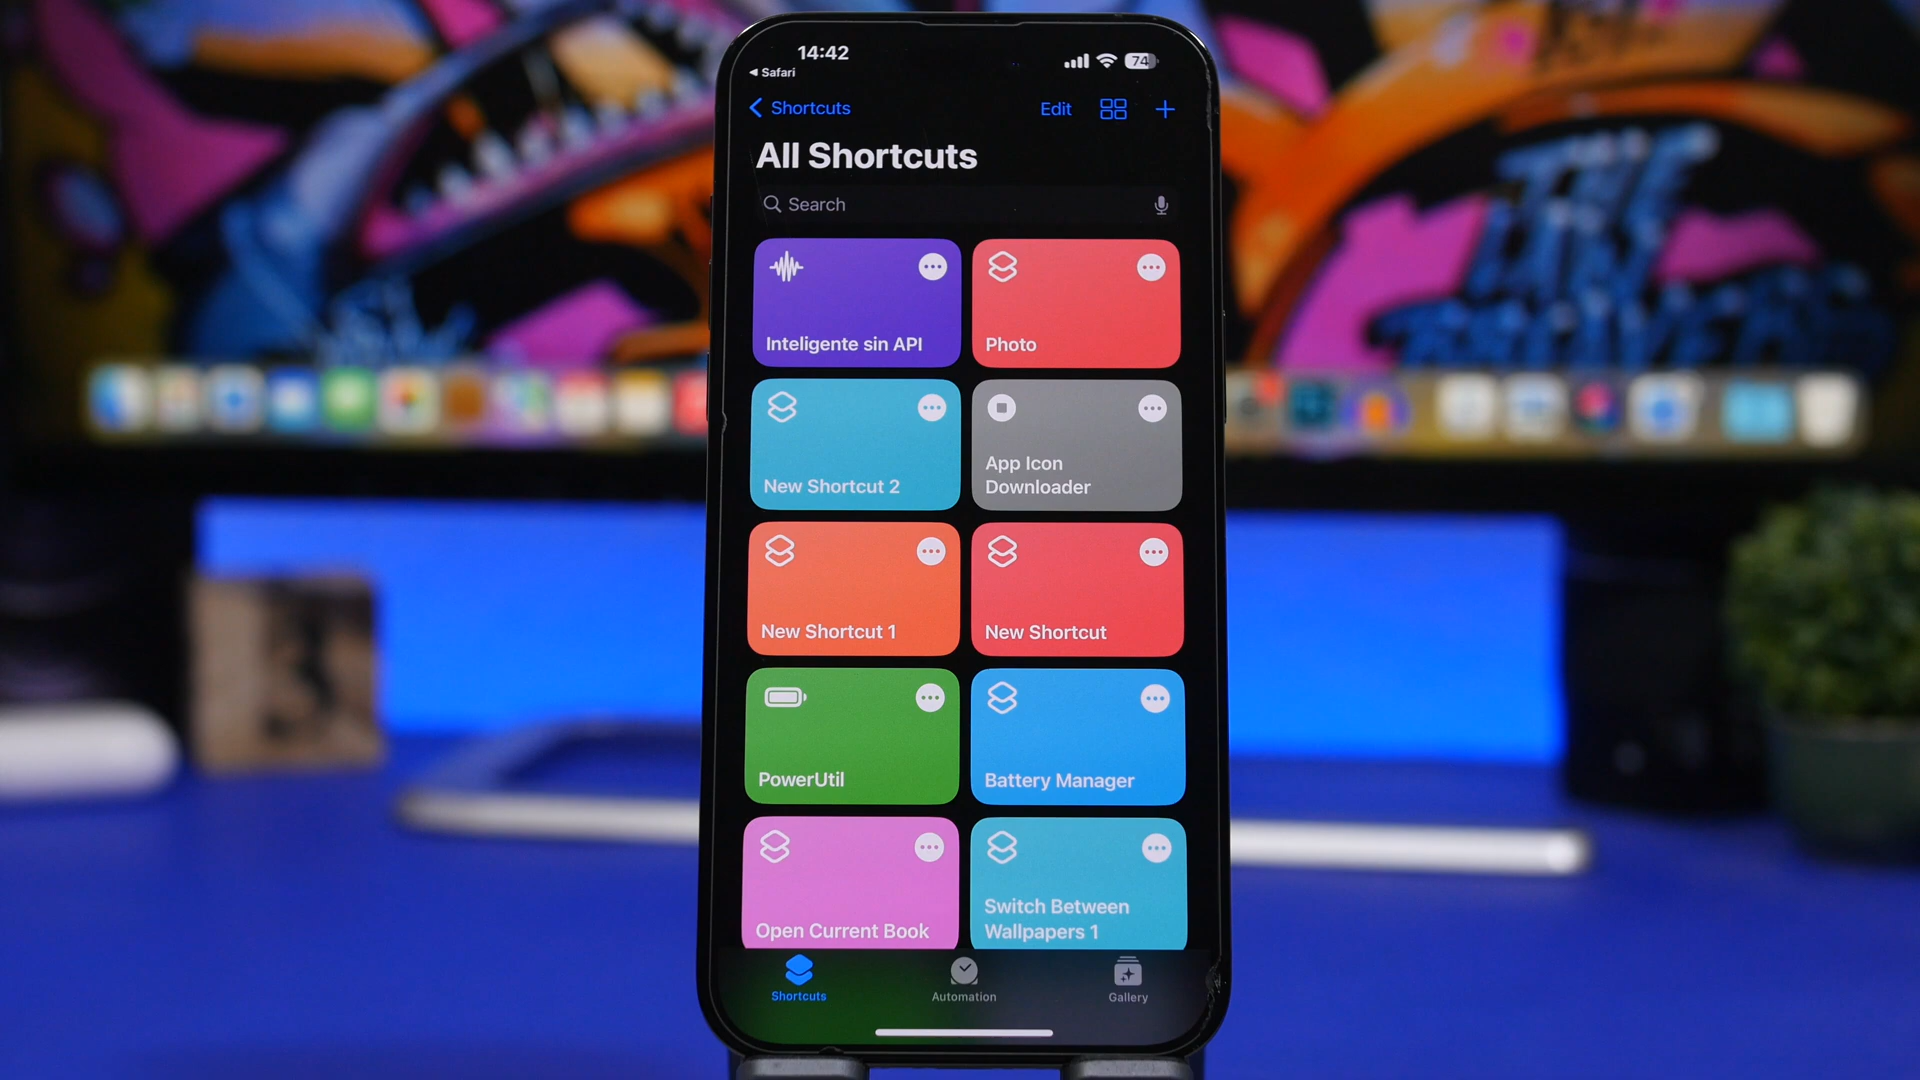 14:42
74
◀ Safari
Shortcuts
Edit
All Shortcuts
Search
Inteligente sin API
Photo
New Shortcut 2
App Icon
Downloader
New Shortcut 1
New Shortcut
PowerUtil
Battery Manager
Open Current Book
Switch Between
Wallpapers 1
Shortcuts
Automation
Gallery